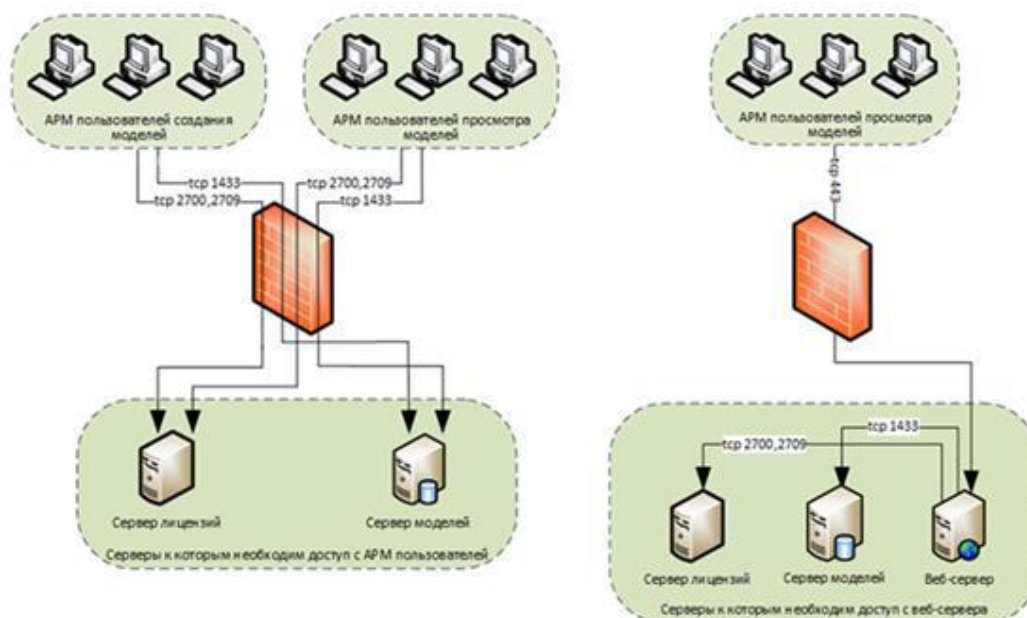 АРМ пользователей создания
моделей
АРМ пользователей просмотра
моделей
tcp 1433
tcp 2700,2709
tcp 2700,2709
tcp 1433
Сервер лицензий
Сервер моделей
Серверы к которым необходим доступ с АРМ пользователей
АРМ пользователей просмотра
моделей
tcp 443
tcp 1433
tcp 2700,2709
Сервер лицензий
Сервер моделей
Веб-сервер
Серверы к которым необходим доступ с веб-сервера